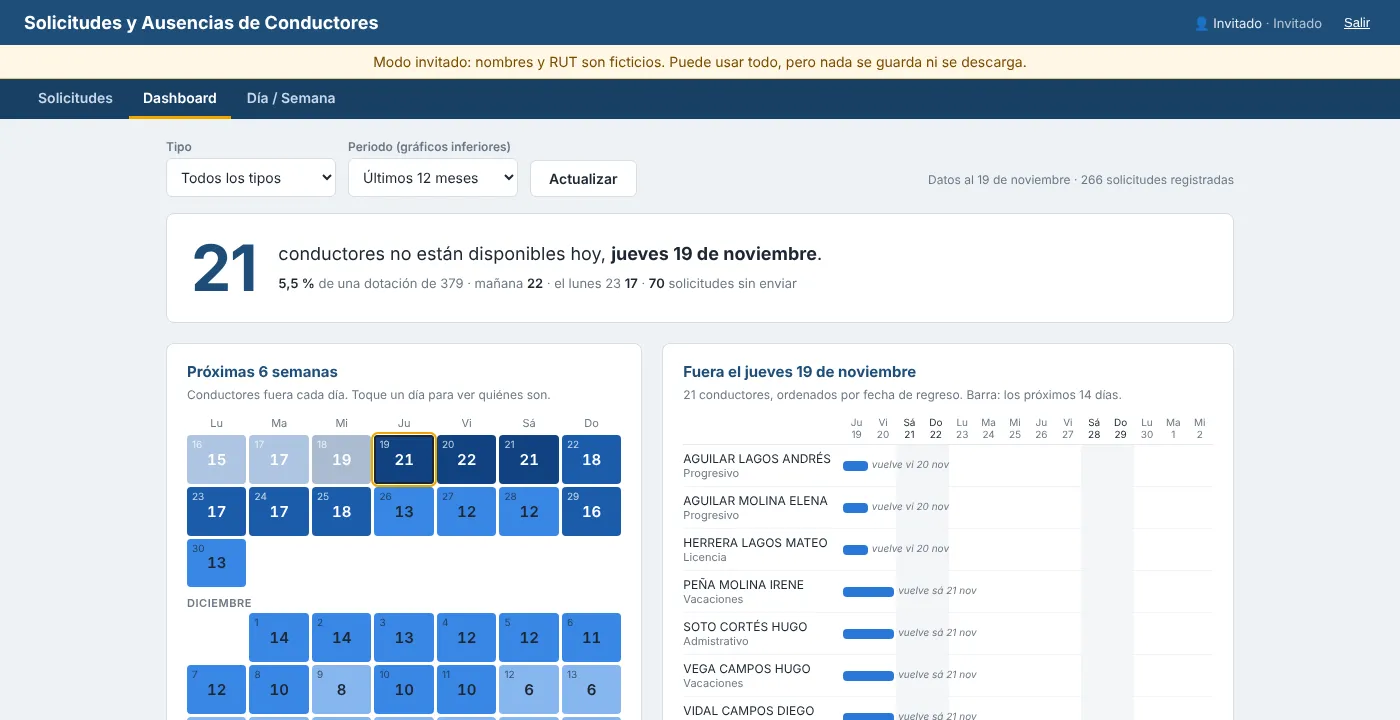 Solicitudes y Ausencias de Conductores
Invitado · Invitado
Salir
Modo invitado: nombres y RUT son ficticios. Puede usar todo, pero nada se guarda ni se descarga.
Solicitudes
Dashboard
Día / Semana
Tipo
Periodo (gráficos inferiores)
Todos los tipos
Últimos 12 meses
Actualizar
Datos al 19 de noviembre · 266 solicitudes registradas
21
conductores no están disponibles hoy, jueves 19 de noviembre.
5,5 % de una dotación de 379 · mañana 22 · el lunes 23 17 · 70 solicitudes sin enviar
Próximas 6 semanas
Conductores fuera cada día. Toque un día para ver quiénes son.
Lu Ma Mi Ju Vi Sá Do
16 17 18 19 20 21 22
15 17 19 21 22 21 18
23 24 25 26 27 28 29
17 17 18 13 12 12 16
30
13
DICIEMBRE
1 2 3 4 5 6
14 14 13 12 12 11
7 8 9 10 11 12 13
12 10 8 10 10 6 6
Fuera el jueves 19 de noviembre
21 conductores, ordenados por fecha de regreso. Barra: los próximos 14 días.
Ju Vi Sá Do Lu Ma Mi Ju Vi Sá Do Lu Ma Mi
19 20 21 22 23 24 25 26 27 28 29 30 1 2
AGUILAR LAGOS ANDRÉS
Progresivo
vuelve vi 20 nov
AGUILAR MOLINA ELENA
Progresivo
vuelve vi 20 nov
HERRERA LAGOS MATEO
Licencia
vuelve vi 20 nov
PEÑA MOLINA IRENE
Vacaciones
vuelve sá 21 nov
SOTO CORTÉS HUGO
Admistrativo
vuelve sá 21 nov
VEGA CAMPOS HUGO
Vacaciones
vuelve sá 21 nov
VIDAL CAMPOS DIEGO
vuelve sá 21 nov